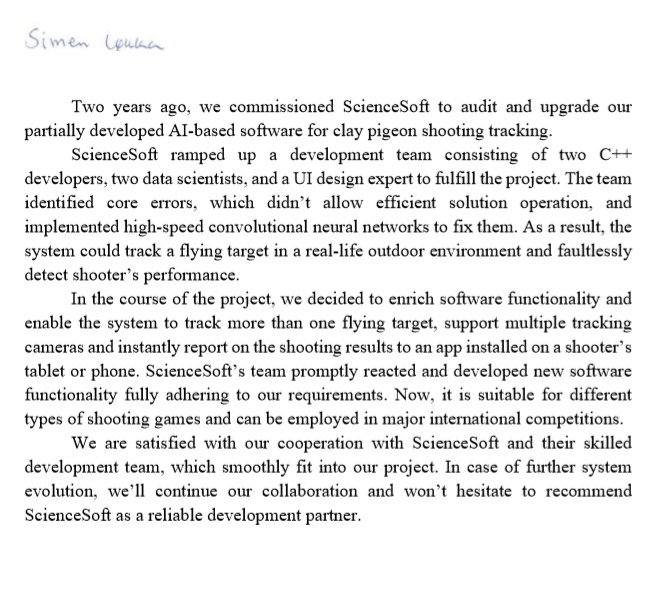 Simen
Two years ago, we commissioned ScienceSoft to audit and upgrade our
partially developed AI-based software for clay pigeon shooting tracking.
ScienceSoft ramped up a development team consisting of two C++
developers, two data scientists, and a UI design expert to fulfill the project. The team
identified core errors, which didn't allow efficient solution operation, and
implemented high-speed convolutional neural networks to fix them. As a result, the
system could track a flying target in a real-life outdoor environment and faultlessly
detect shooter's performance.
In the course of the project, we decided to enrich software functionality and
enable the system to track more than one flying target, support multiple tracking
cameras and instantly report on the shooting results to an app installed on a shooter's
tablet or phone. ScienceSoft's team promptly reacted and developed new software
functionality fully adhering to our requirements. Now, it is suitable for different
types of shooting games and can be employed in major international competitions.
We are satisfied with our cooperation with ScienceSoft and their skilled
development team, which smoothly fit into our project. In case of further system
evolution, we'll continue our collaboration and won't hesitate to recommend
ScienceSoft as a reliable development partner.